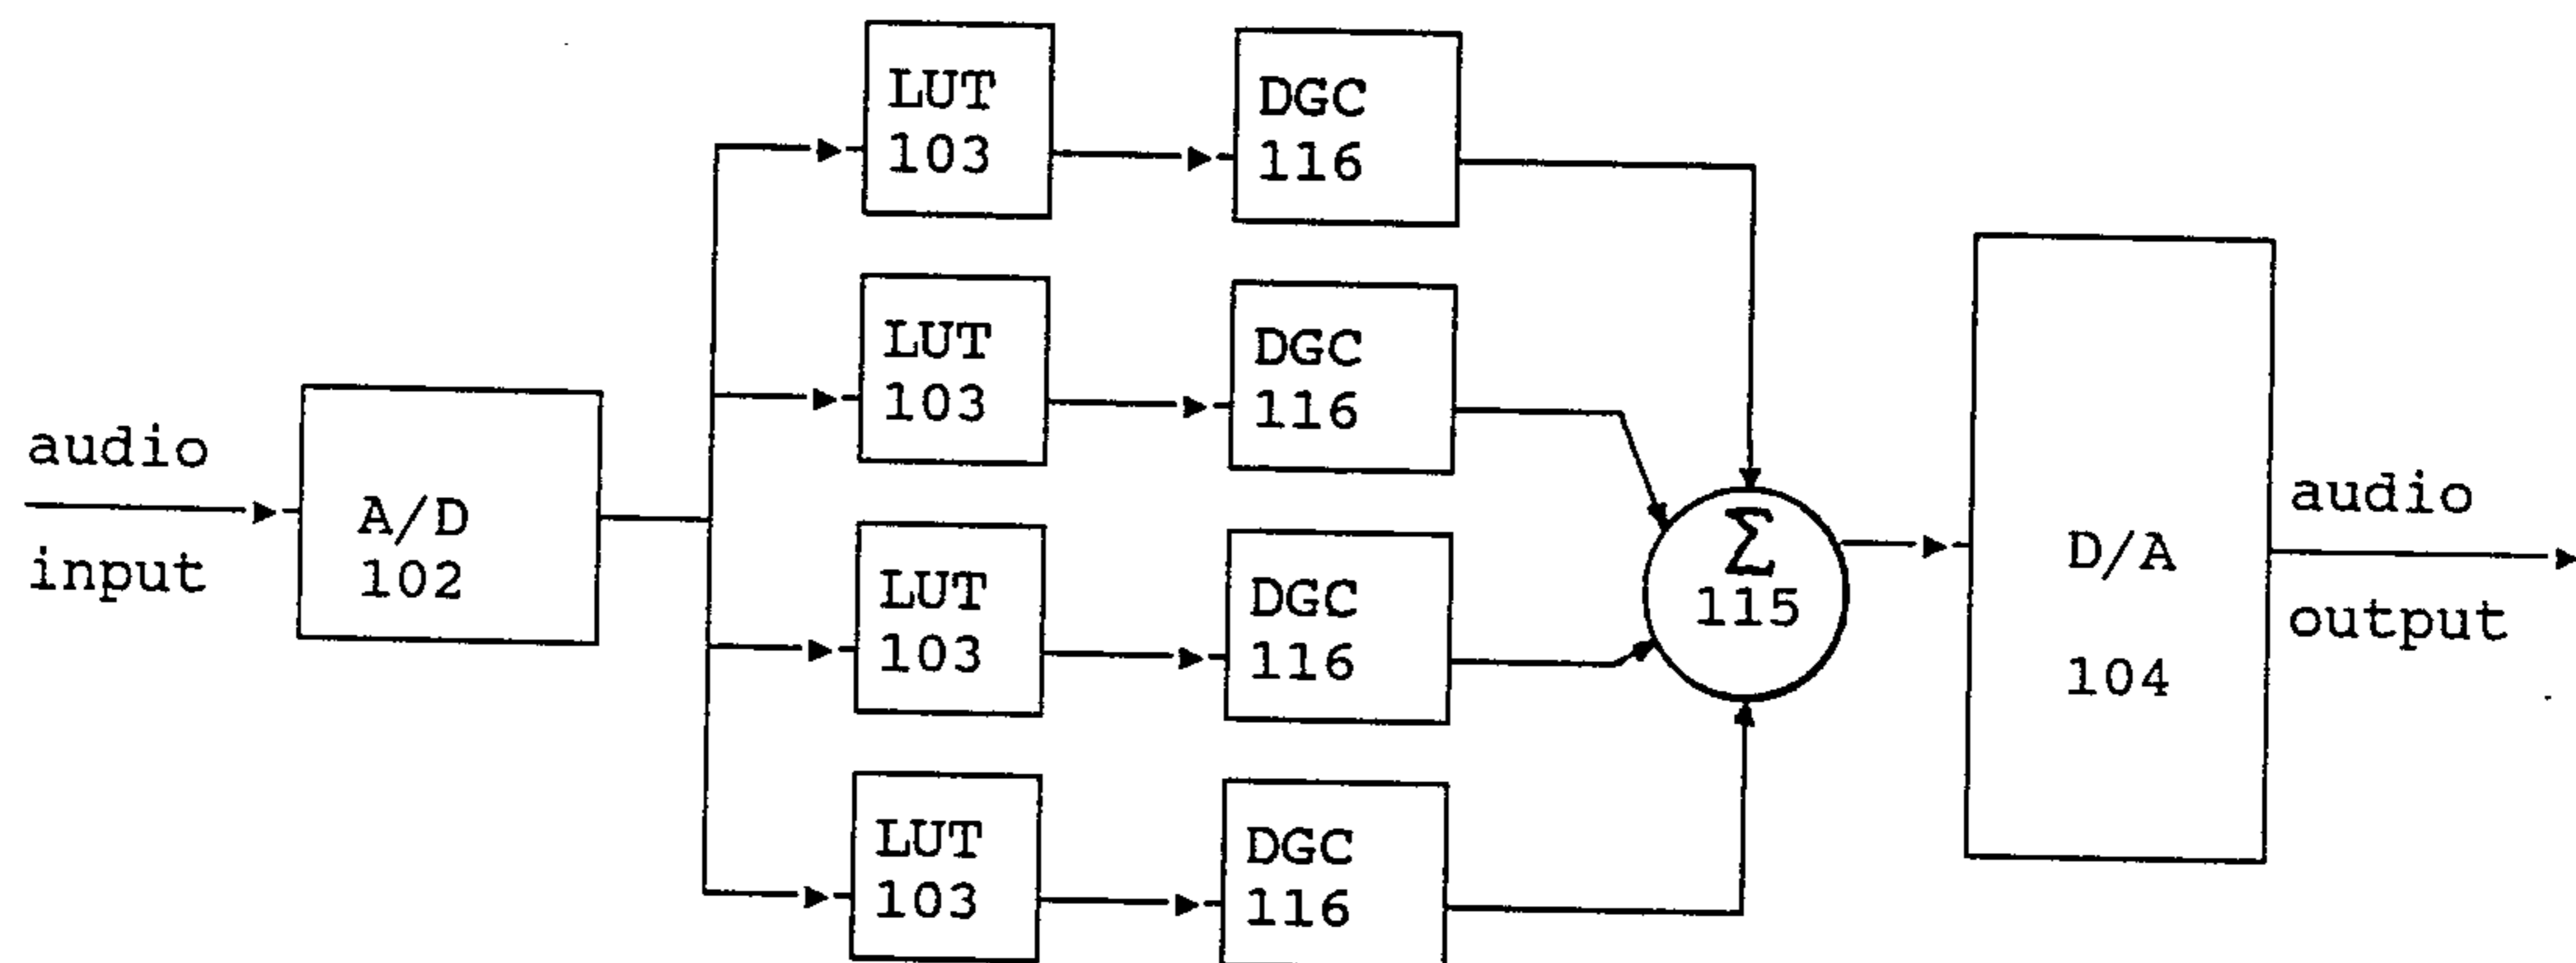 LUT
103
DGC
116
LUT
103
DGC
116
audio
input
A/D
102
LUT
103
DGC
116
Σ
115
D/A
104
audio
output
LUT
103
DGC
116